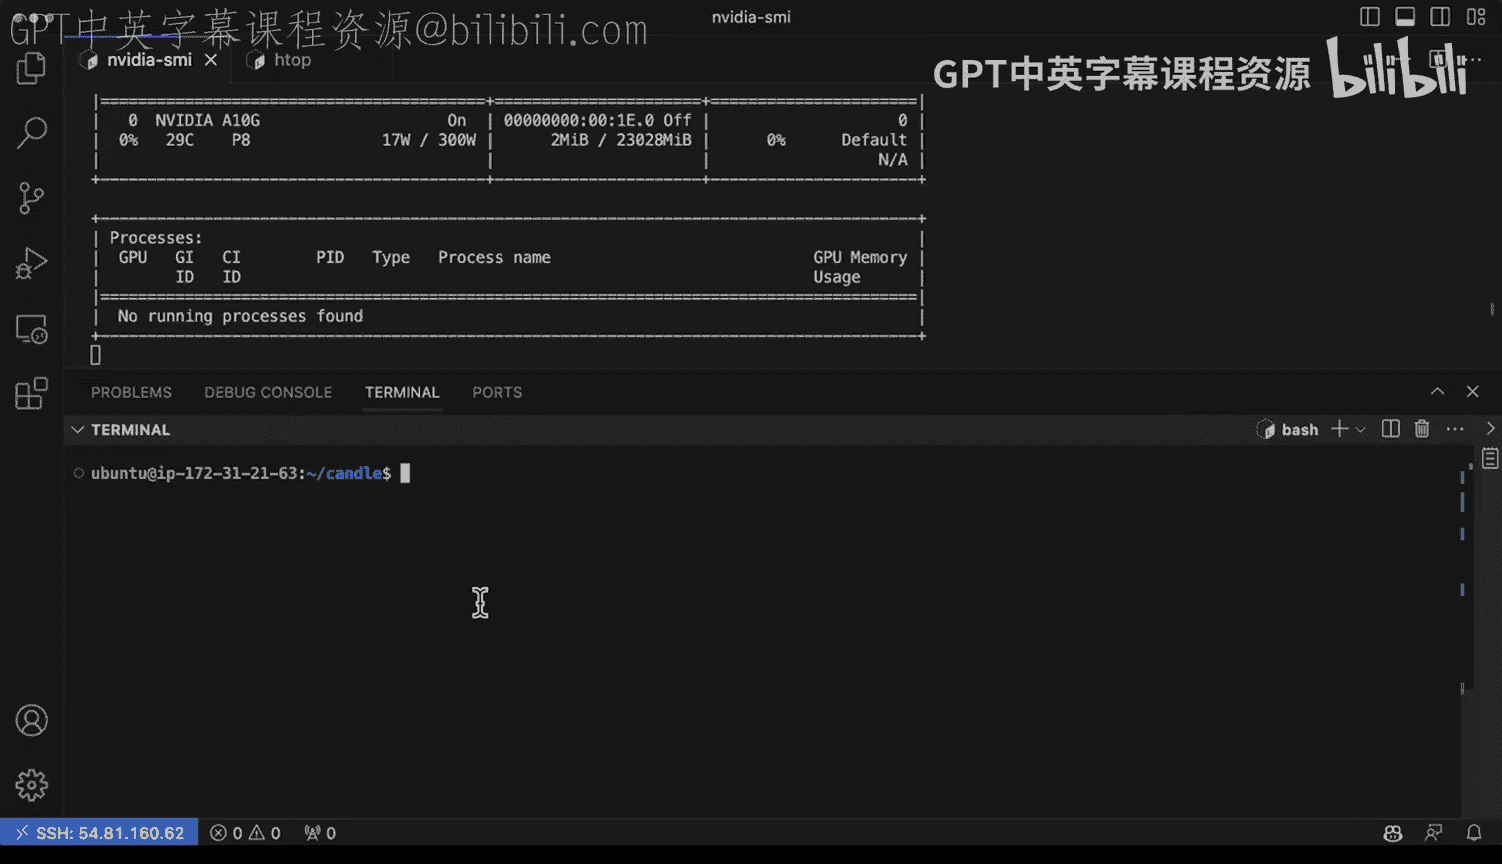 nvidia-smi
GPT中英字幕课程资源@bilibili.com
nvidia-smi
htop
GPT中英字幕课程资源 bilibili
0 NVIDIA A10G On | 00000000:00:1E.0 Off | 0
0% 29C P8 17W / 300W | 2MiB / 23028MiB | 0% Default
N/A
Processes:
GPU GI CI PID Type Process name GPU Memory
ID ID Usage
No running processes found
PROBLEMS DEBUG CONSOLE TERMINAL PORTS
TERMINAL
bash
ubuntu@ip-172-31-21-63:~/candle$
SSH: 54.81.160.62 0 0 0